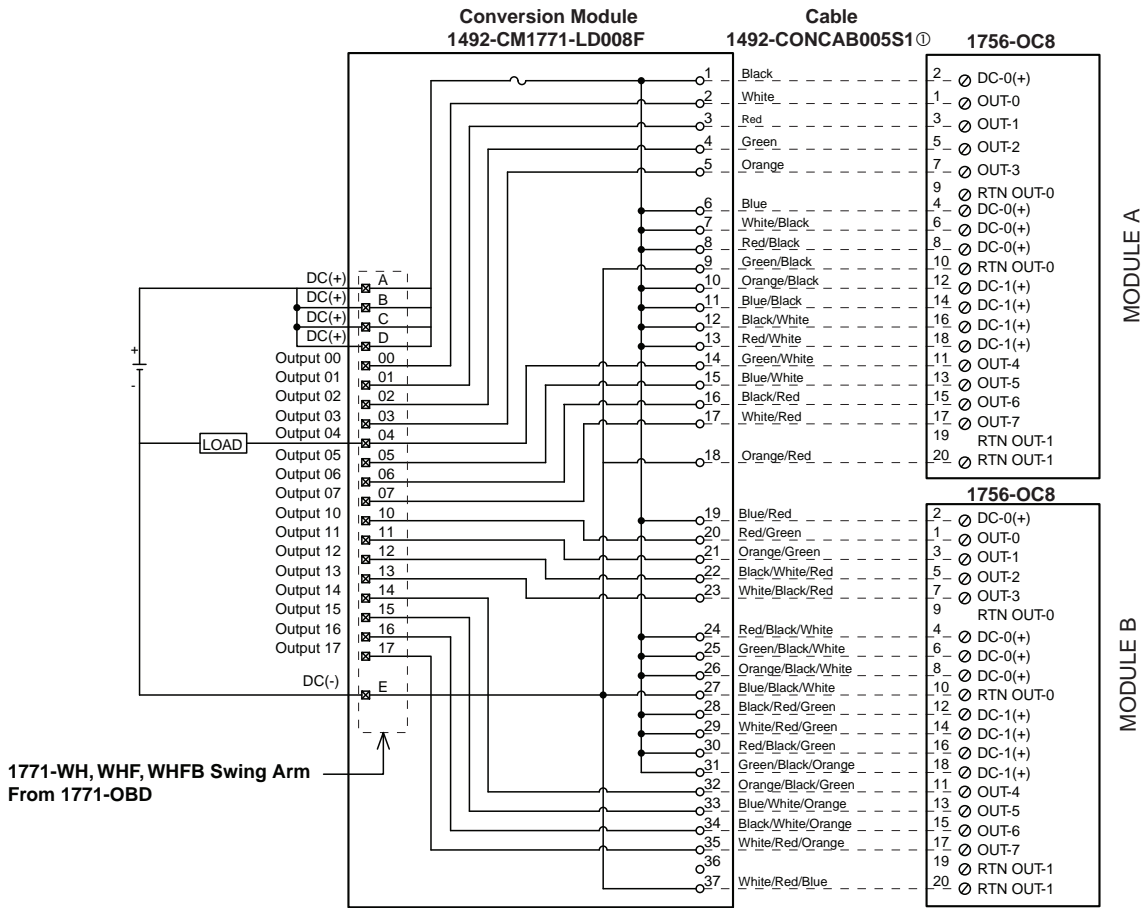 Conversion Module
1492-CM1771-LD008F
Cable
1492-CONCAB005S1①
1756-OC8
1 Black 2 DC-0(+)
2 White 1 OUT-0
3 Red 3 OUT-1
4 Green 5 OUT-2
5 Orange 7 OUT-3
9 RTN OUT-0
6 Blue 4 DC-0(+)
7 White/Black 6 DC-0(+)
8 Red/Black 8 DC-0(+)
9 Green/Black 10 RTN OUT-0
10 Orange/Black 12 DC-1(+)
11 Blue/Black 14 DC-1(+)
12 Black/White 16 DC-1(+)
13 Red/White 18 DC-1(+)
14 Green/White 11 OUT-4
15 Blue/White 13 OUT-5
16 Black/Red 15 OUT-6
17 White/Red 17 OUT-7
19 RTN OUT-1
18 Orange/Red 20 RTN OUT-1
MODULE A
DC(+) A
DC(+) B
DC(+) C
DC(+) D
Output 00 00
Output 01 01
Output 02 02
Output 03 03
Output 04 04
Output 05 05
Output 06 06
Output 07 07
Output 10 10
Output 11 11
Output 12 12
Output 13 13
Output 14 14
Output 15 15
Output 16 16
Output 17 17
DC(-) E
+
-
LOAD
1771-WH, WHF, WHFB Swing Arm
From 1771-OBD
1756-OC8
19 Blue/Red 2 DC-0(+)
20 Red/Green 1 OUT-0
21 Orange/Green 3 OUT-1
22 Black/White/Red 5 OUT-2
23 White/Black/Red 7 OUT-3
9 RTN OUT-0
24 Red/Black/White 4 DC-0(+)
25 Green/Black/White 6 DC-0(+)
26 Orange/Black/White 8 DC-0(+)
27 Blue/Black/White 10 RTN OUT-0
28 Black/Red/Green 12 DC-1(+)
29 White/Red/Green 14 DC-1(+)
30 Red/Black/Green 16 DC-1(+)
31 Green/Black/Orange 18 DC-1(+)
32 Orange/Black/Green 11 OUT-4
33 Blue/White/Orange 13 OUT-5
34 Black/White/Orange 15 OUT-6
35 White/Red/Orange 17 OUT-7
36 19 RTN OUT-1
37 White/Red/Blue 20 RTN OUT-1
MODULE B